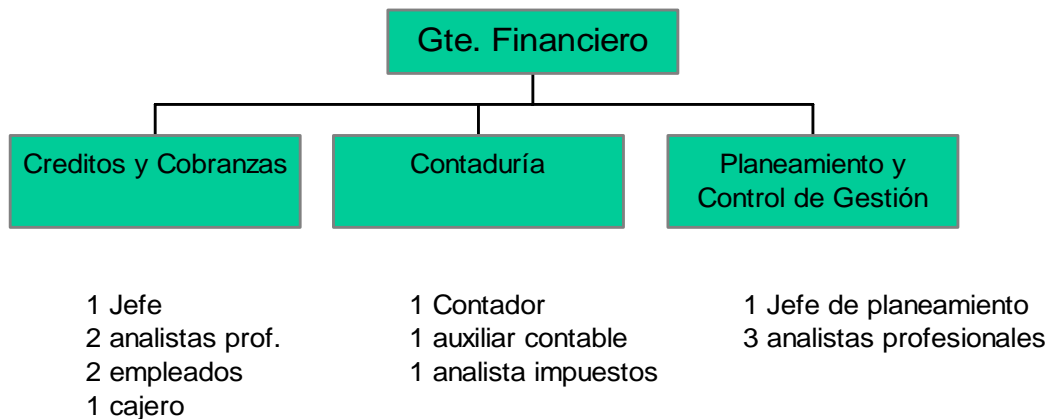 Gte. Financiero
Creditos y Cobranzas
Contaduría
Planeamiento y
Control de Gestión
1 Jefe
2 analistas prof.
2 empleados
1 cajero
1 Contador
1 auxiliar contable
1 analista impuestos
1 Jefe de planeamiento
3 analistas profesionales